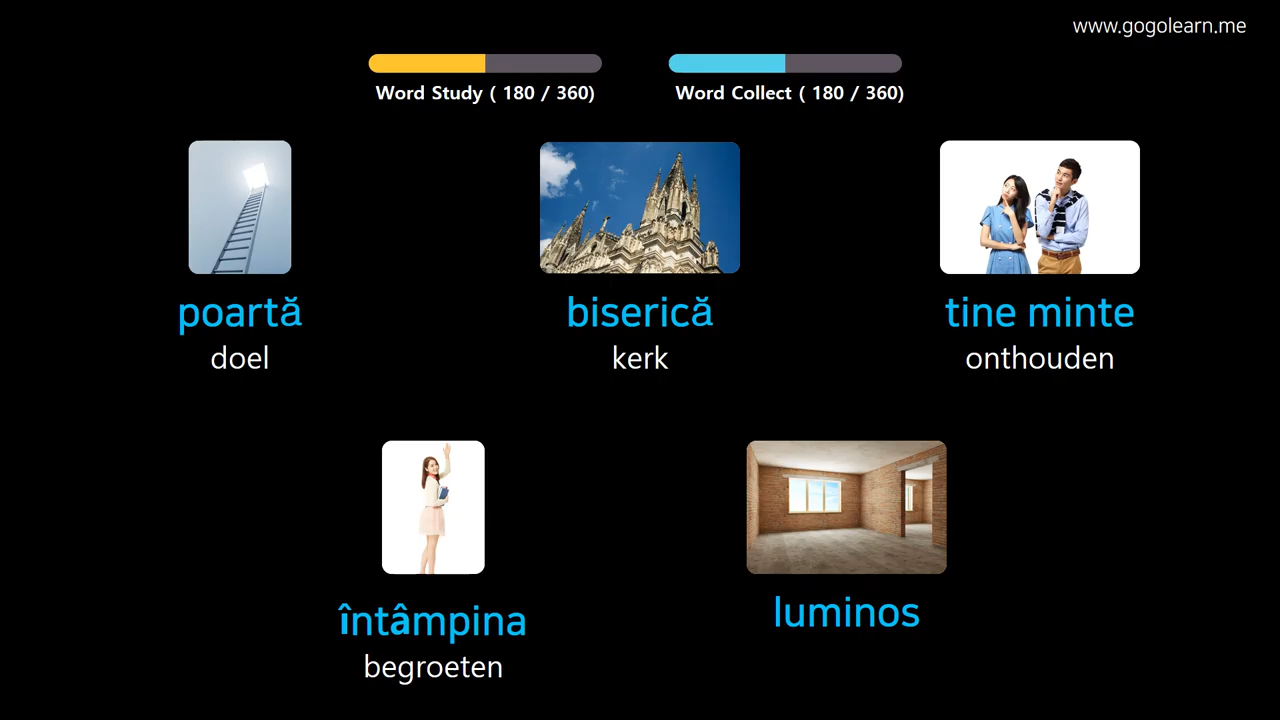 www.gogolearn.me
Word Study ( 180 / 360)
Word Collect ( 180 / 360)
poartă
doel
biserică
kerk
tine minte
onthouden
întâmpina
begroeten
luminos